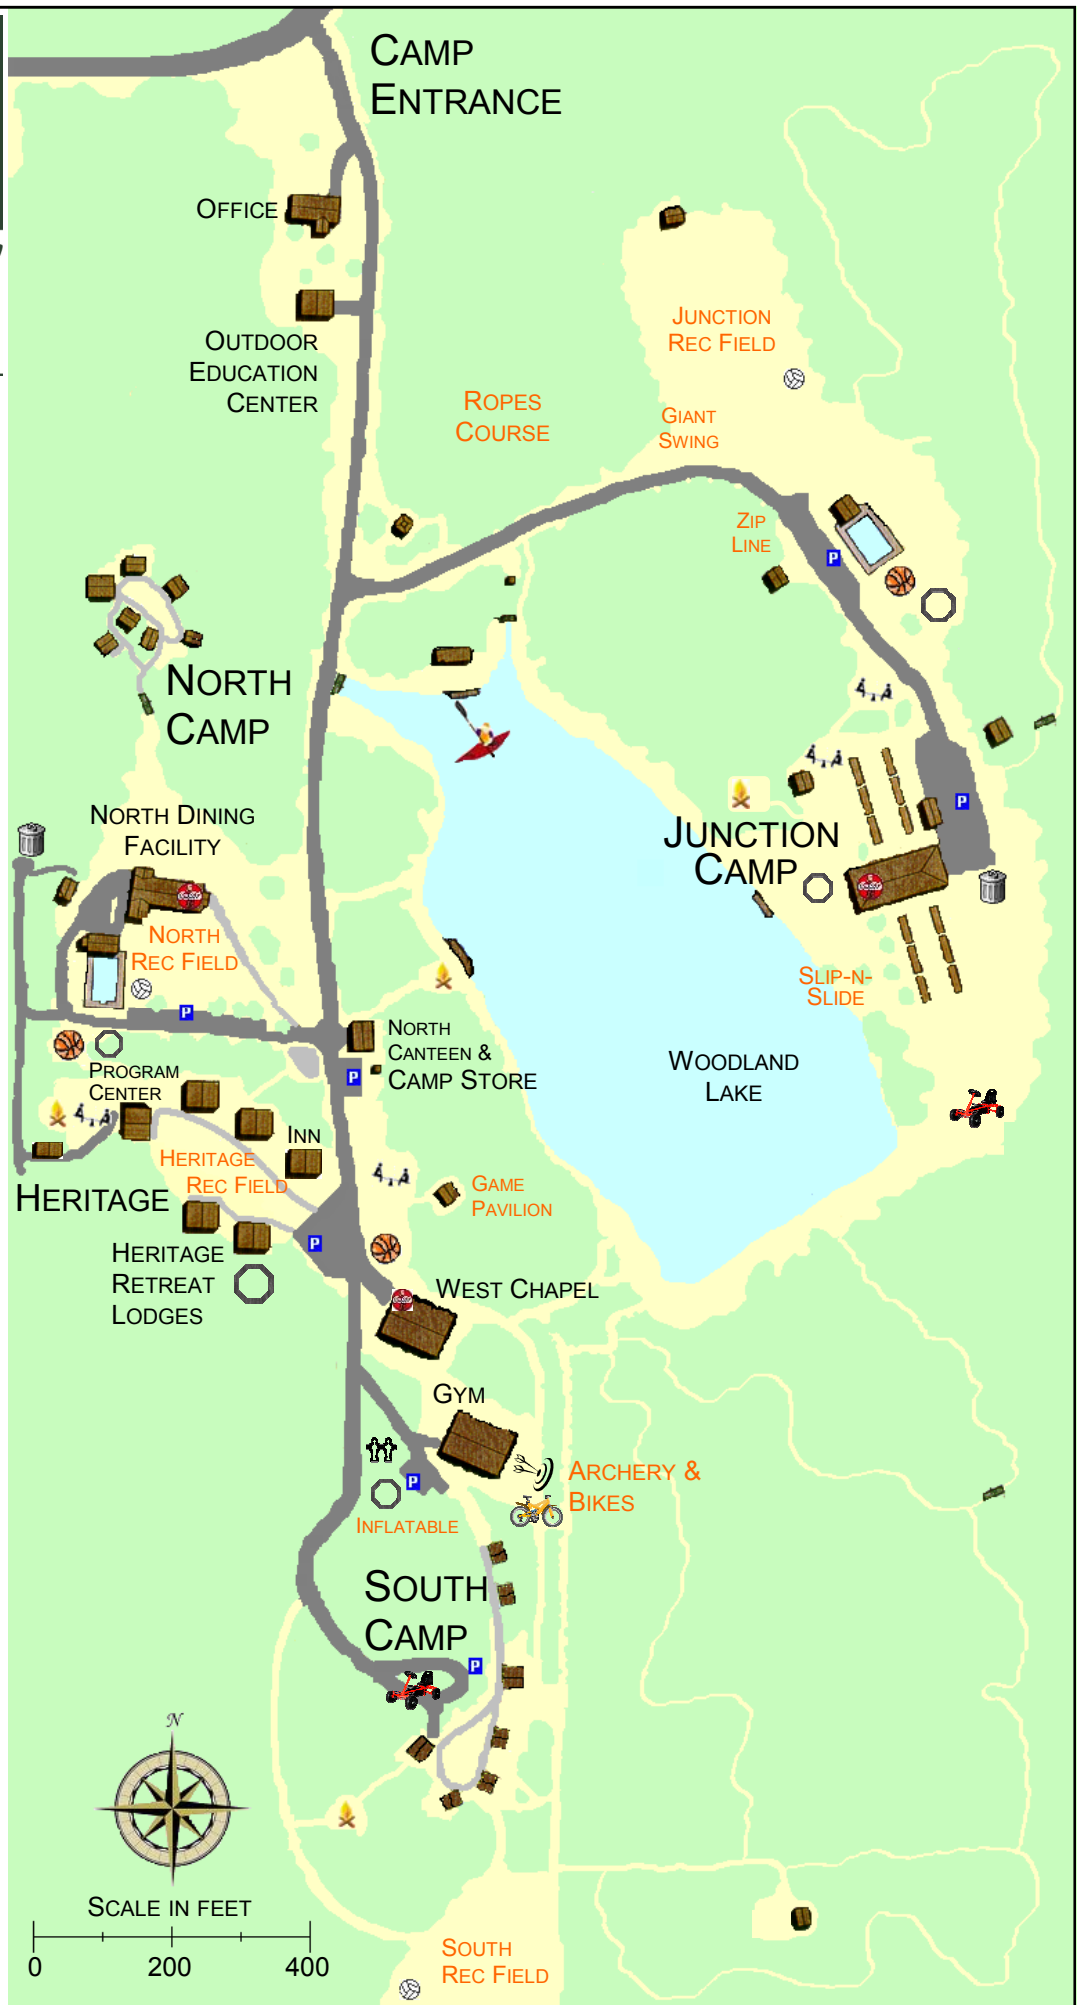 CAMP
ENTRANCE
OFFICE
OUTDOOR
EDUCATION
CENTER
JUNCTION
REC FIELD
ROPES
COURSE
GIANT
SWING
ZIP
LINE
P
NORTH
CAMP
NORTH DINING
FACILITY
P
JUNCTION
CAMP
NORTH
REC FIELD
SLIP-N-
SLIDE
P
NORTH
CANTEEN &
CAMP STORE
P
WOODLAND
LAKE
PROGRAM
CENTER
INN
HERITAGE
REC FIELD
HERITAGE
GAME
PAVILION
P
HERITAGE
RETREAT
LODGES
WEST CHAPEL
GYM
P
ARCHERY &
BIKES
INFLATABLE
SOUTH
CAMP
P
N
SCALE IN FEET
0 200 400
SOUTH
REC FIELD